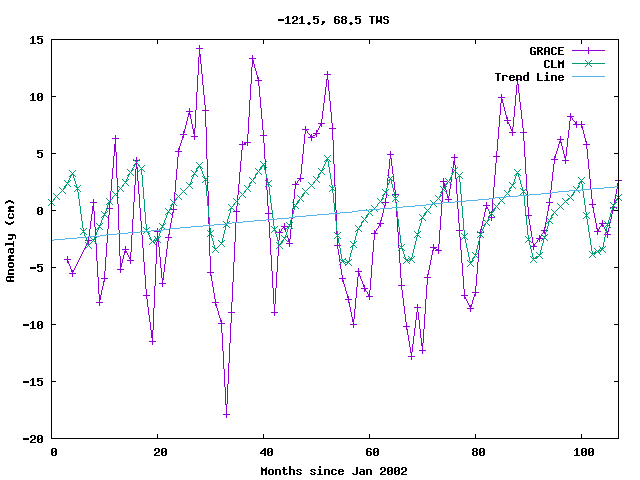 -121.5, 68.5 TWS
15
GRACE
CLM
Trend Line
10
5
0
-5
-10
-15
-20
Anomaly (cm)
0 20 40 60 80 100
Months since Jan 2002